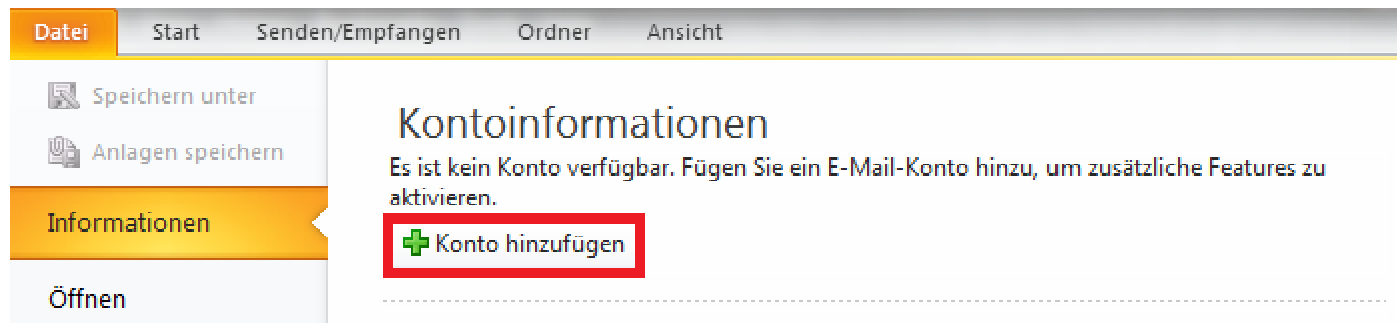 Datei Start Senden/Empfangen Ordner Ansicht
Speichern unter
Anlagen speichern
Informationen
Öffnen
Kontoinformationen
Es ist kein Konto verfügbar. Fügen Sie ein E-Mail-Konto hinzu, um zusätzliche Features zu
aktivieren.
Konto hinzufügen